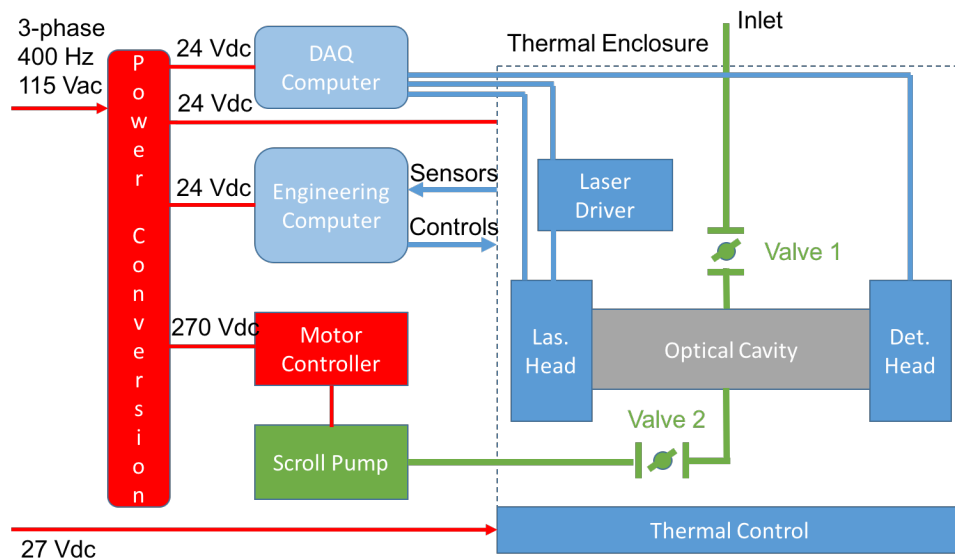 3-phase
400 Hz
115 Vac
Power Conversion
24 Vdc
DAQ
Computer
24 Vdc
24 Vdc
Engineering
Computer
Sensors
Controls
270 Vdc
Motor
Controller
Scroll Pump
27 Vdc
Thermal Enclosure
Inlet
Laser
Driver
Valve 1
Las.
Head
Optical Cavity
Det.
Head
Valve 2
Thermal Control